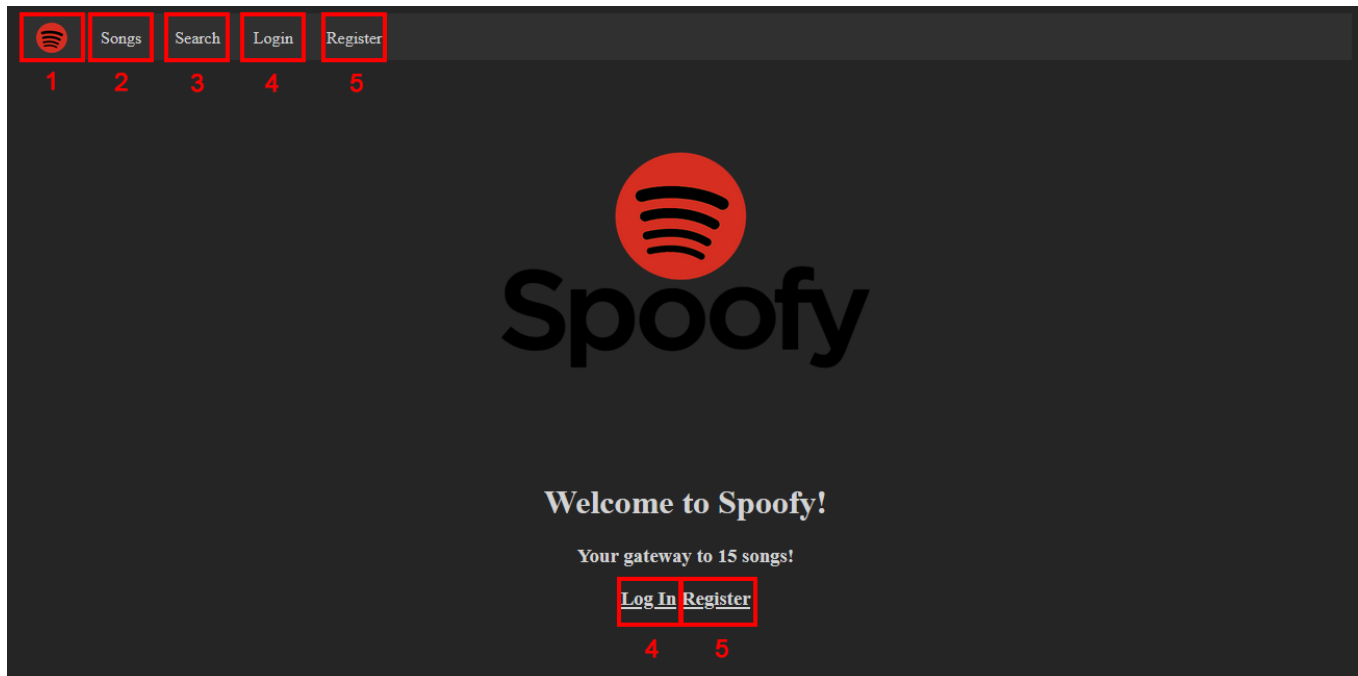 Songs Search Login Register
1 2 3 4 5
Spoofy
Welcome to Spoofy!
Your gateway to 15 songs!
Log In Register
4 5